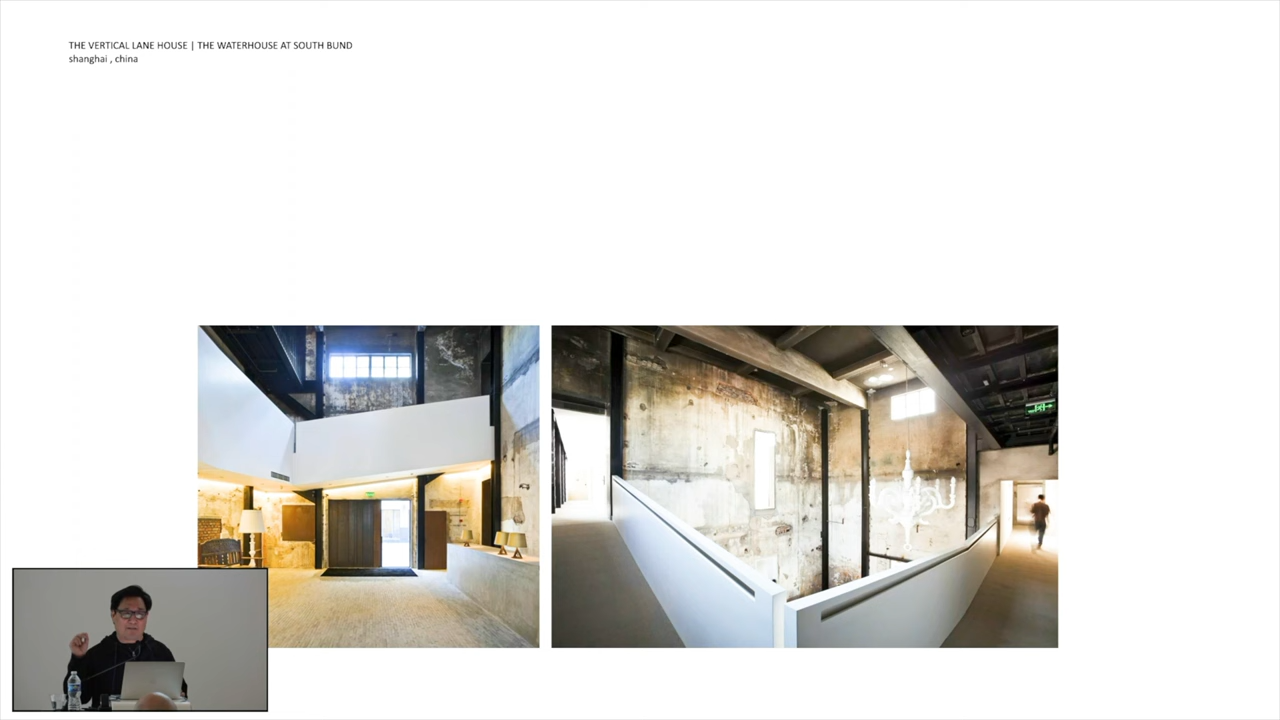 THE VERTICAL LANE HOUSE | THE WATERHOUSE AT SOUTH BUND
shanghai , china